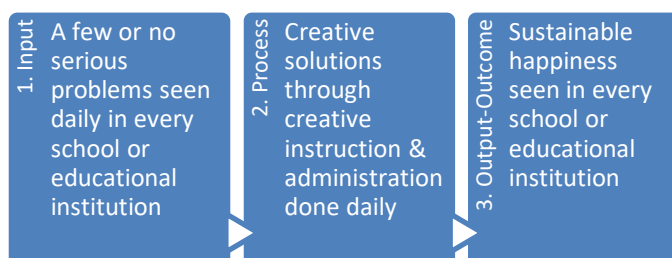 1. Input
A few or no
serious
problems seen
daily in every
school or
educational
institution
2. Process
Creative
solutions
through
creative
instruction &
administration
done daily
3. Output-Outcome
Sustainable
happiness
seen in every
school or
educational
institution